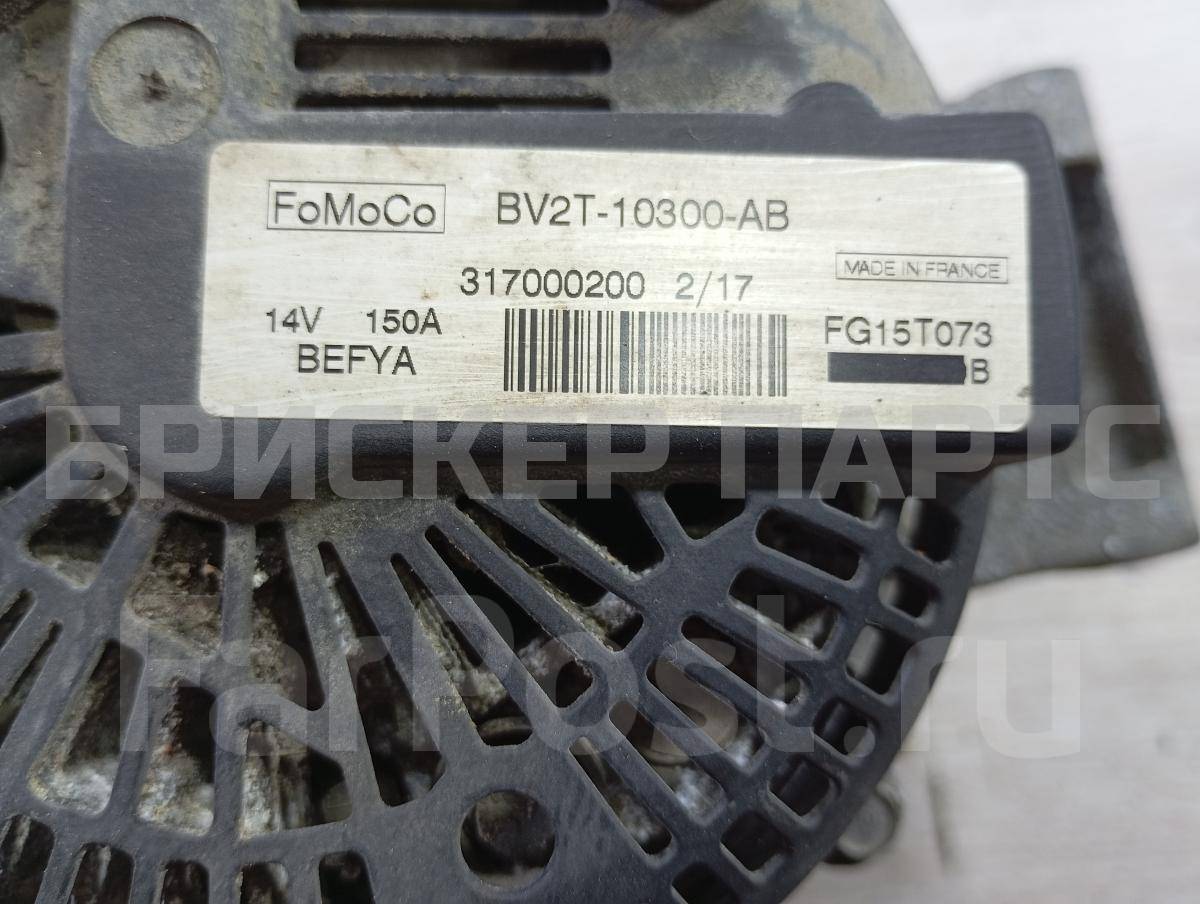 FoMoCo BV2T-10300-AB
MADE IN FRANCE
317000200 2/17
14V 150A
FG15T073
BEFYA
B
БРИСКЕР ПАРТС
FarPost.ru